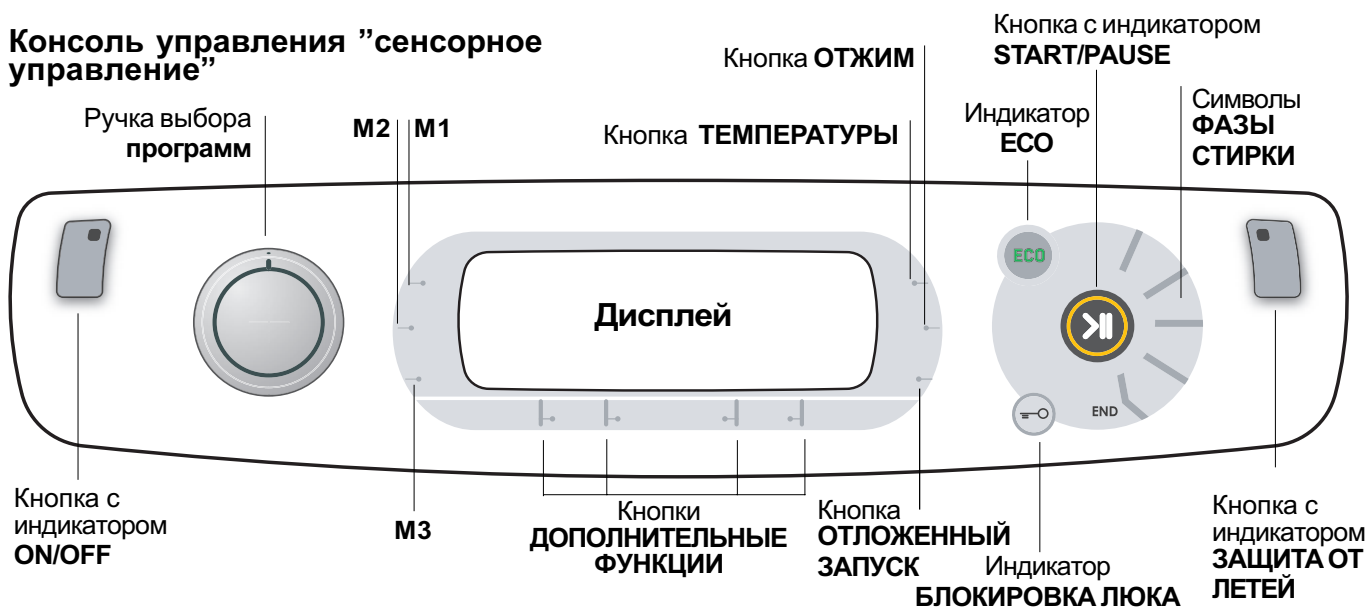 Консоль управления ”сенсорное
управление”
Ручка выбора
программ
M2
M1
Кнопка ОТЖИМ
Кнопка ТЕМПЕРАТУРЫ
Кнопка с индикатором
START/PAUSE
Индикатор
ECO
Символы
ФАЗЫ
СТИРКИ
ECO
Дисплей
END
Кнопка с
индикатором
ON/OFF
M3
Кнопки
ДОПОЛНИТЕЛЬНЫЕ
ФУНКЦИИ
Кнопка
ОТЛОЖЕННЫЙ
ЗАПУСК
Индикатор
БЛОКИРОВКА ЛЮКА
Кнопка с
индикатором
ЗАЩИТА ОТ
ЛЕТЕЙ